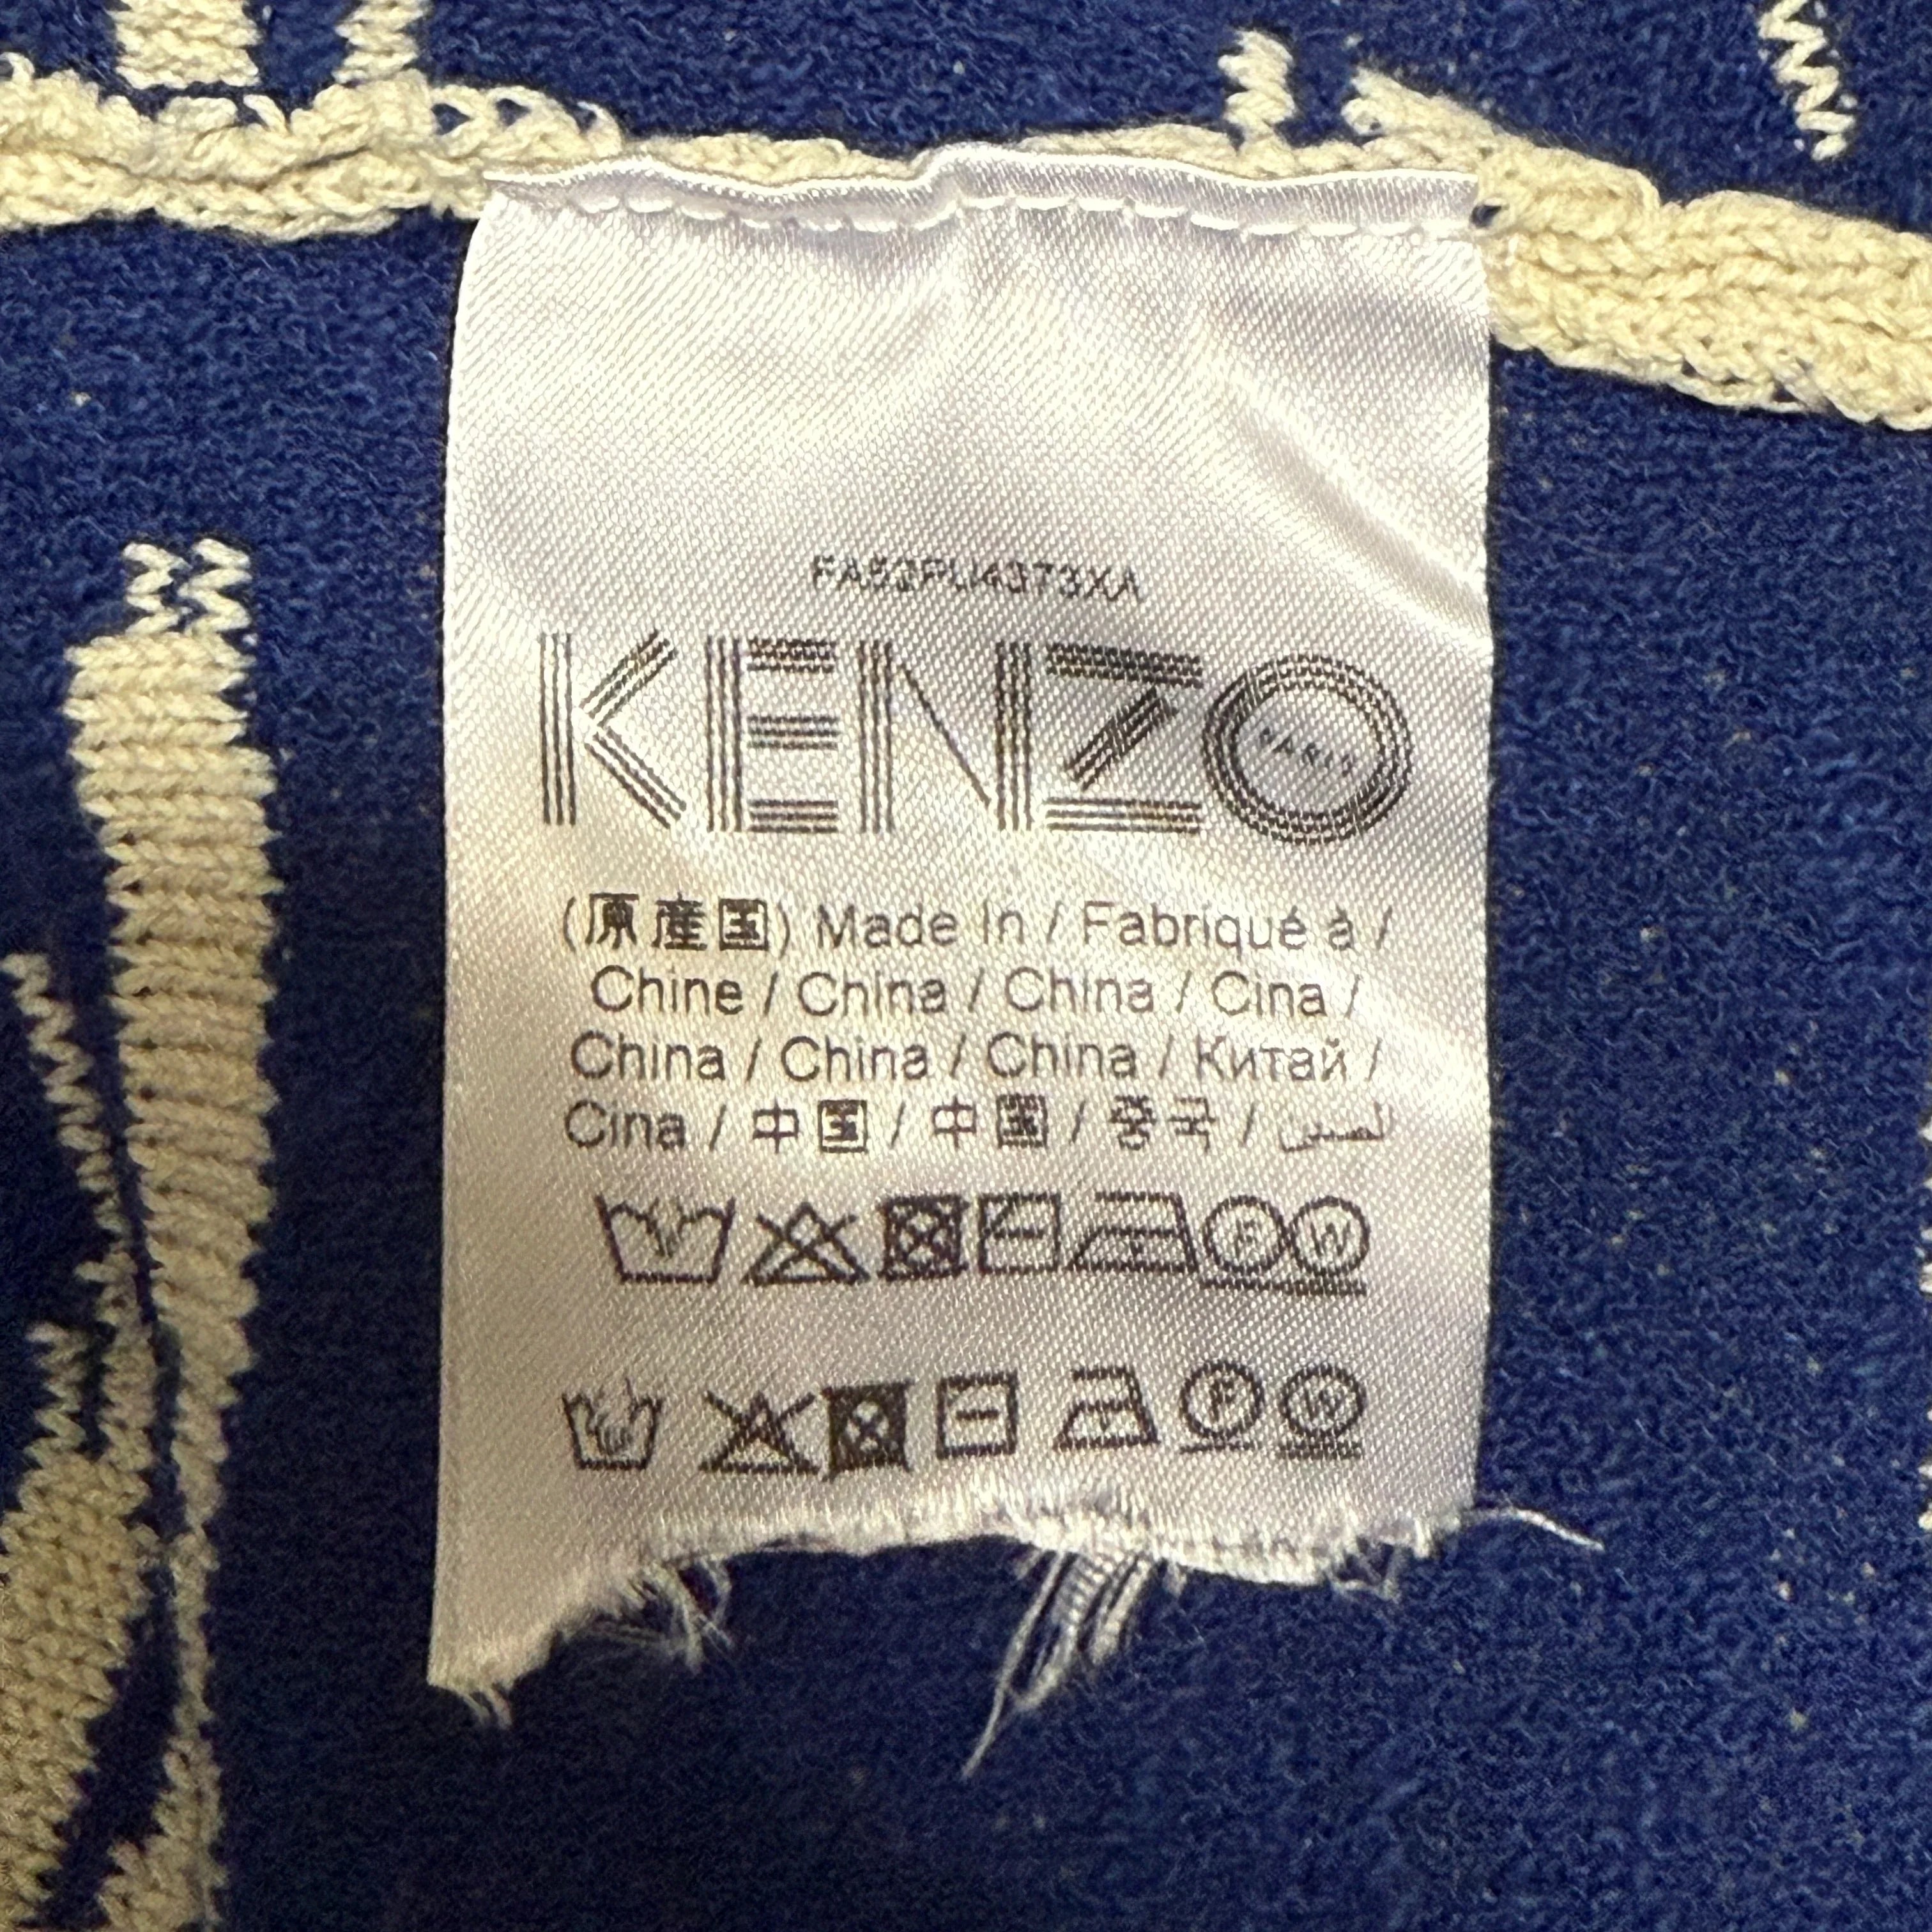 FA52PU4373XA
KENZO
PARIS
(原産国) Made In / Fabriqué à /
Chine / China / China / Cina /
China / China / China / Китай /
Cina / 中国 / 中國 / 중국 / الصين
F W
F W